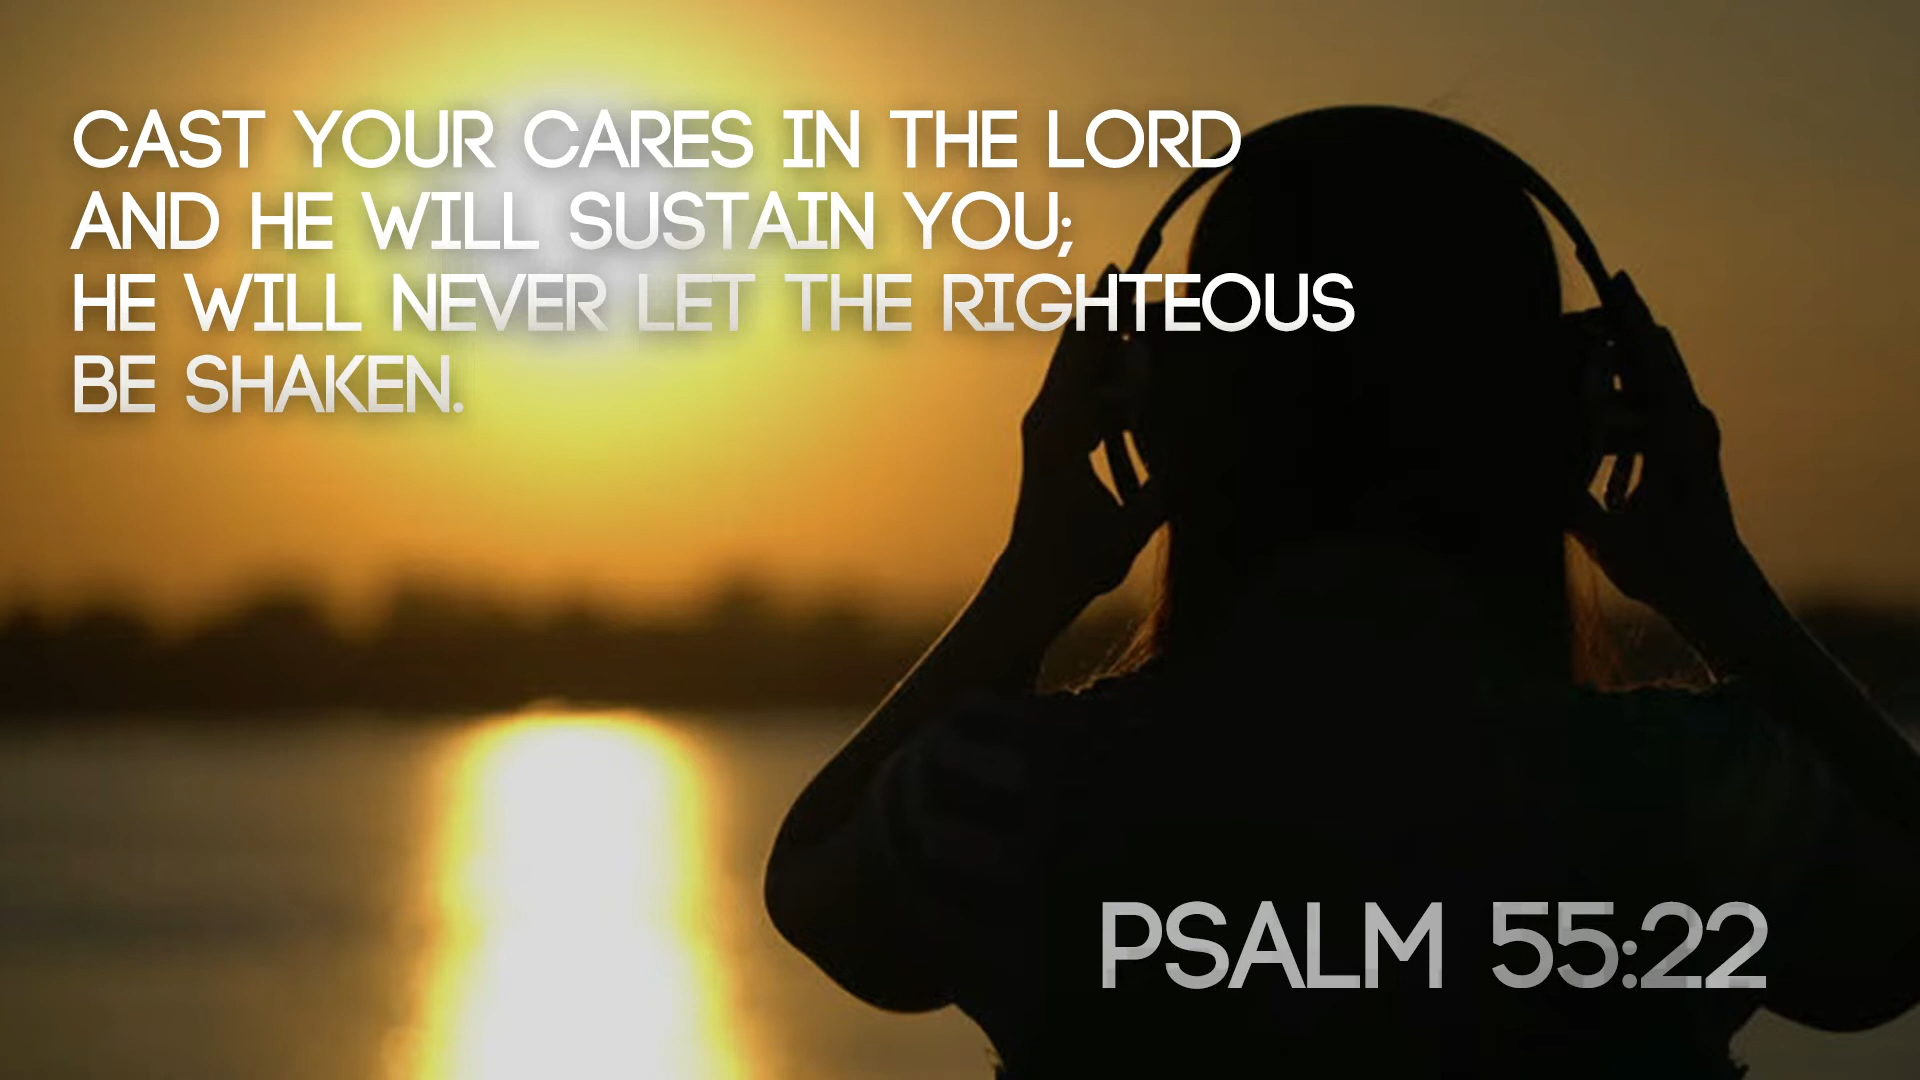 CAST YOUR CARES IN THE LORD
AND HE WILL SUSTAIN YOU;
HE WILL NEVER LET THE RIGHTEOUS
BE SHAKEN.
PSALM 55:22